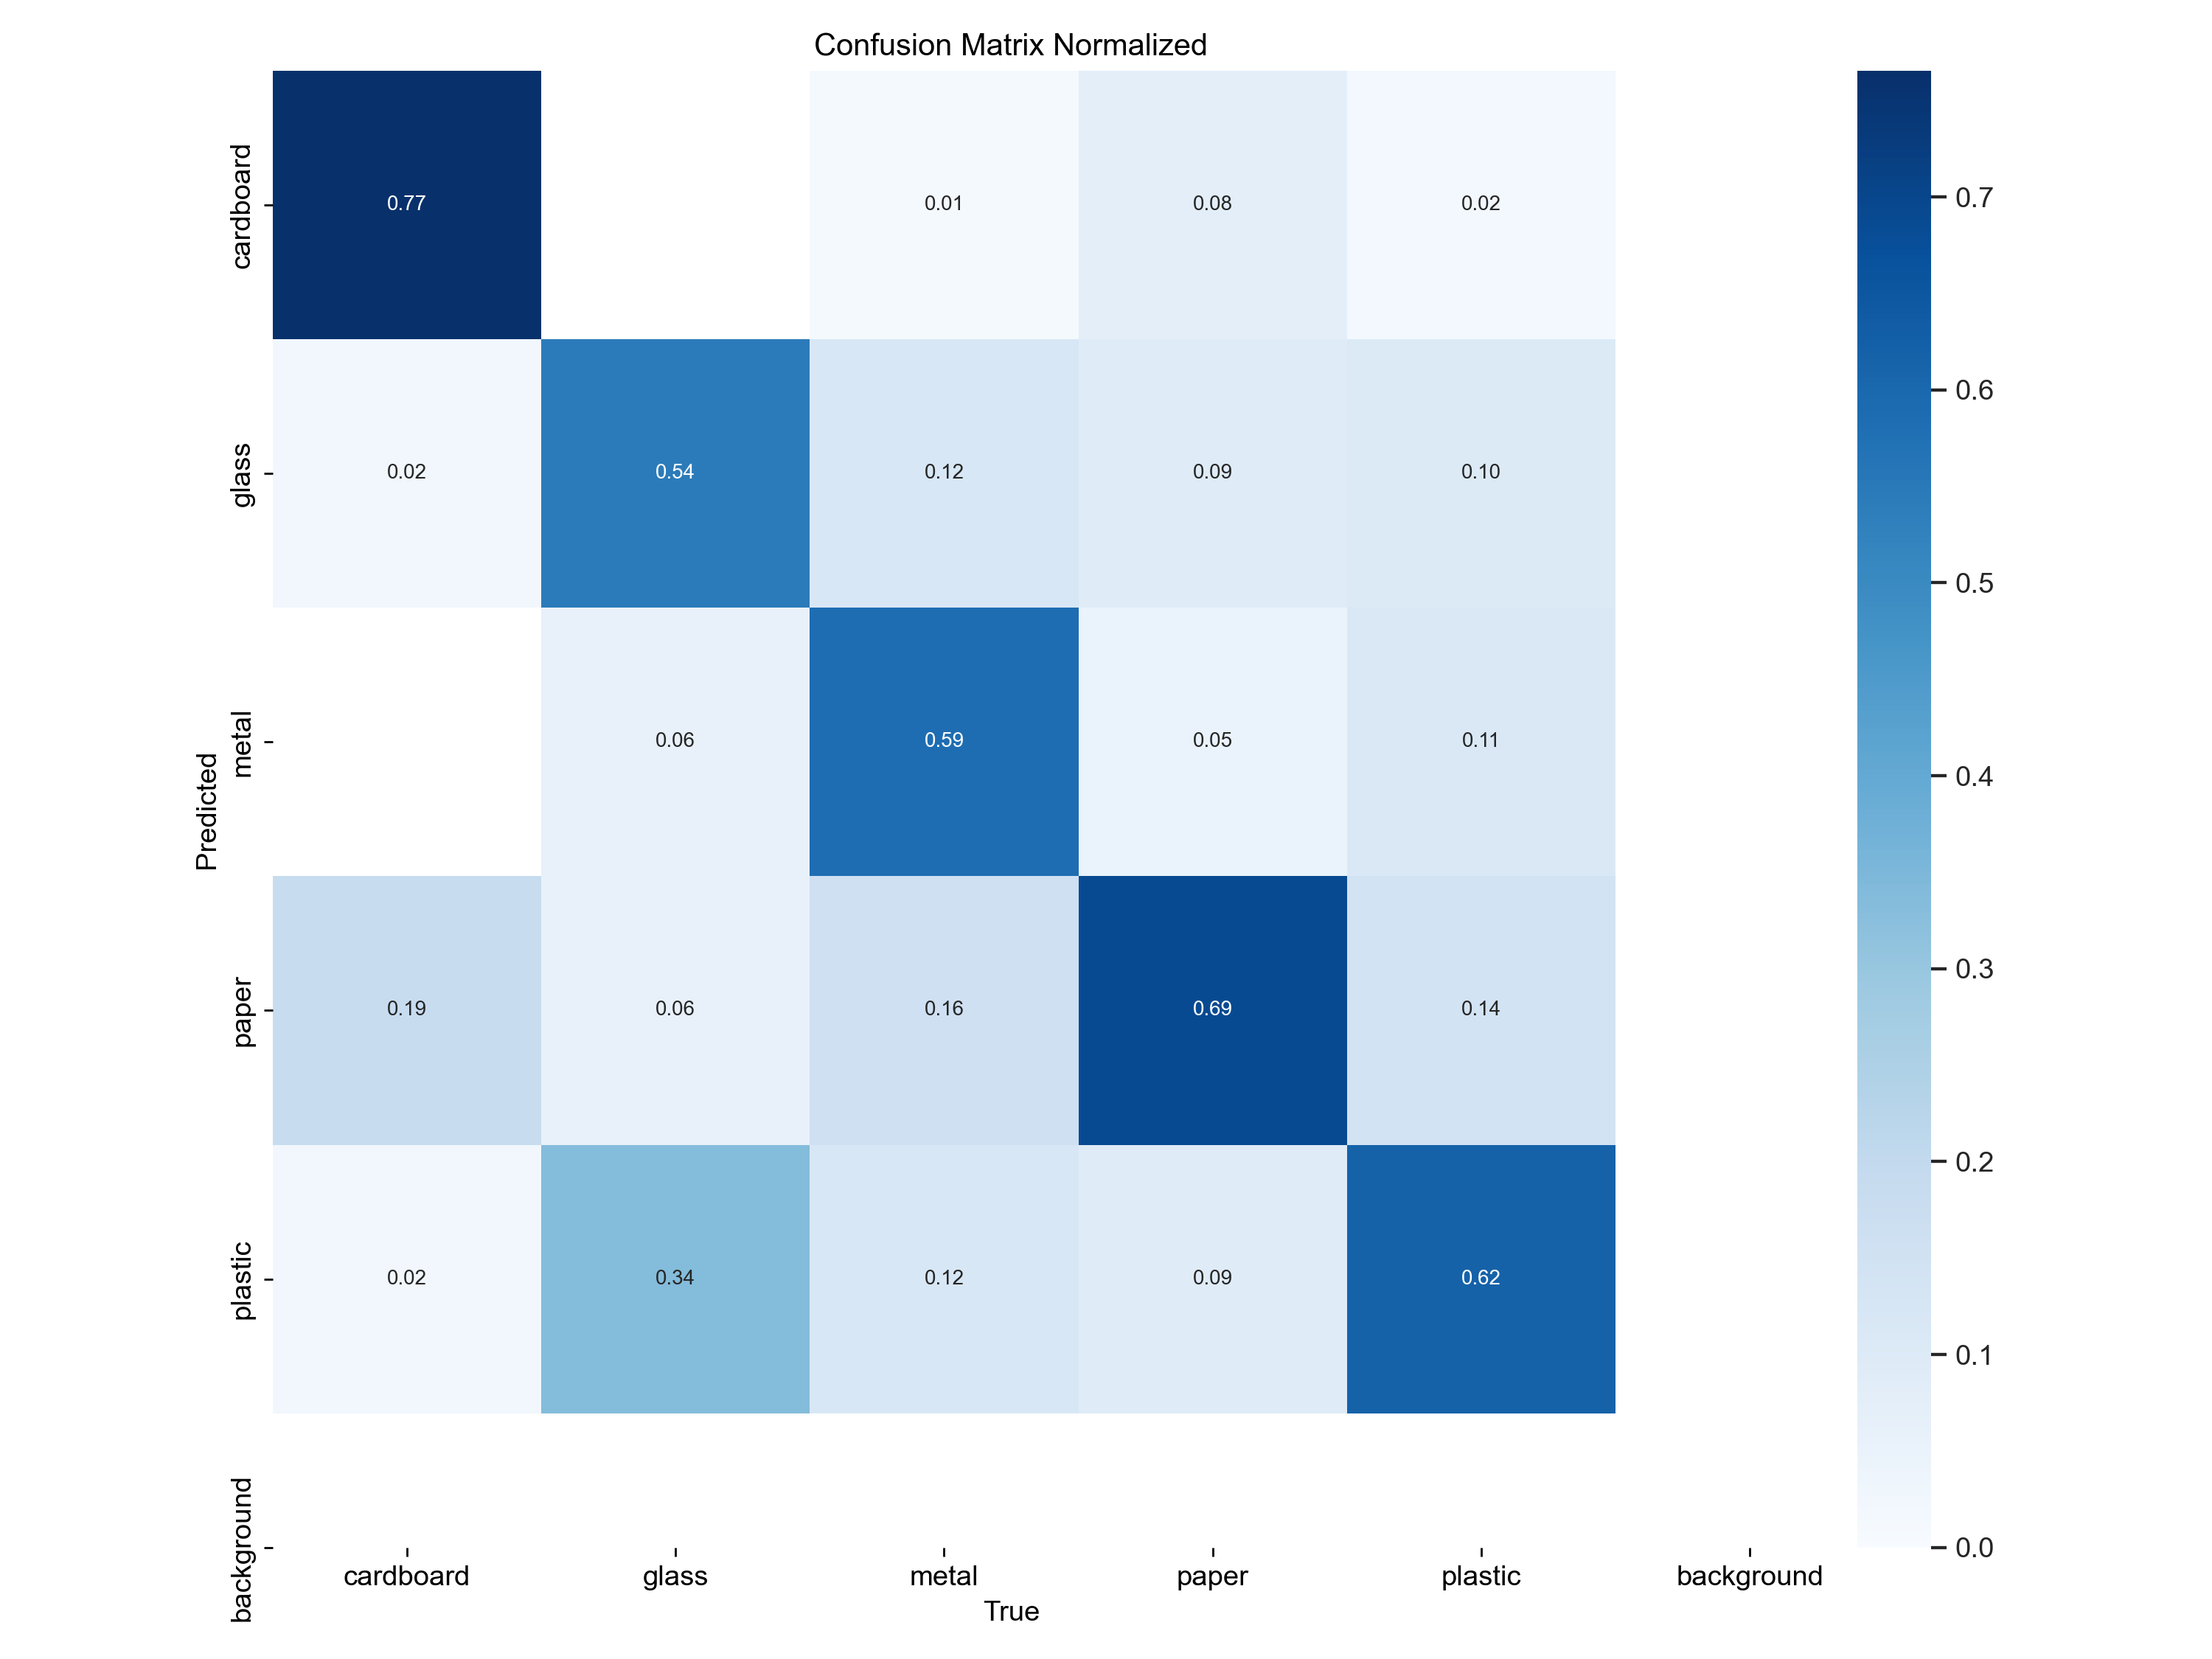 Confusion Matrix Normalized
cardboard
0.77
0.01
0.08
0.02
glass
0.02
0.54
0.12
0.09
0.10
metal
0.06
0.59
0.05
0.11
paper
0.19
0.06
0.16
0.69
0.14
plastic
0.02
0.34
0.12
0.09
0.62
background
Predicted
cardboard
glass
metal
paper
plastic
background
True
0.7
0.6
0.5
0.4
0.3
0.2
0.1
0.0